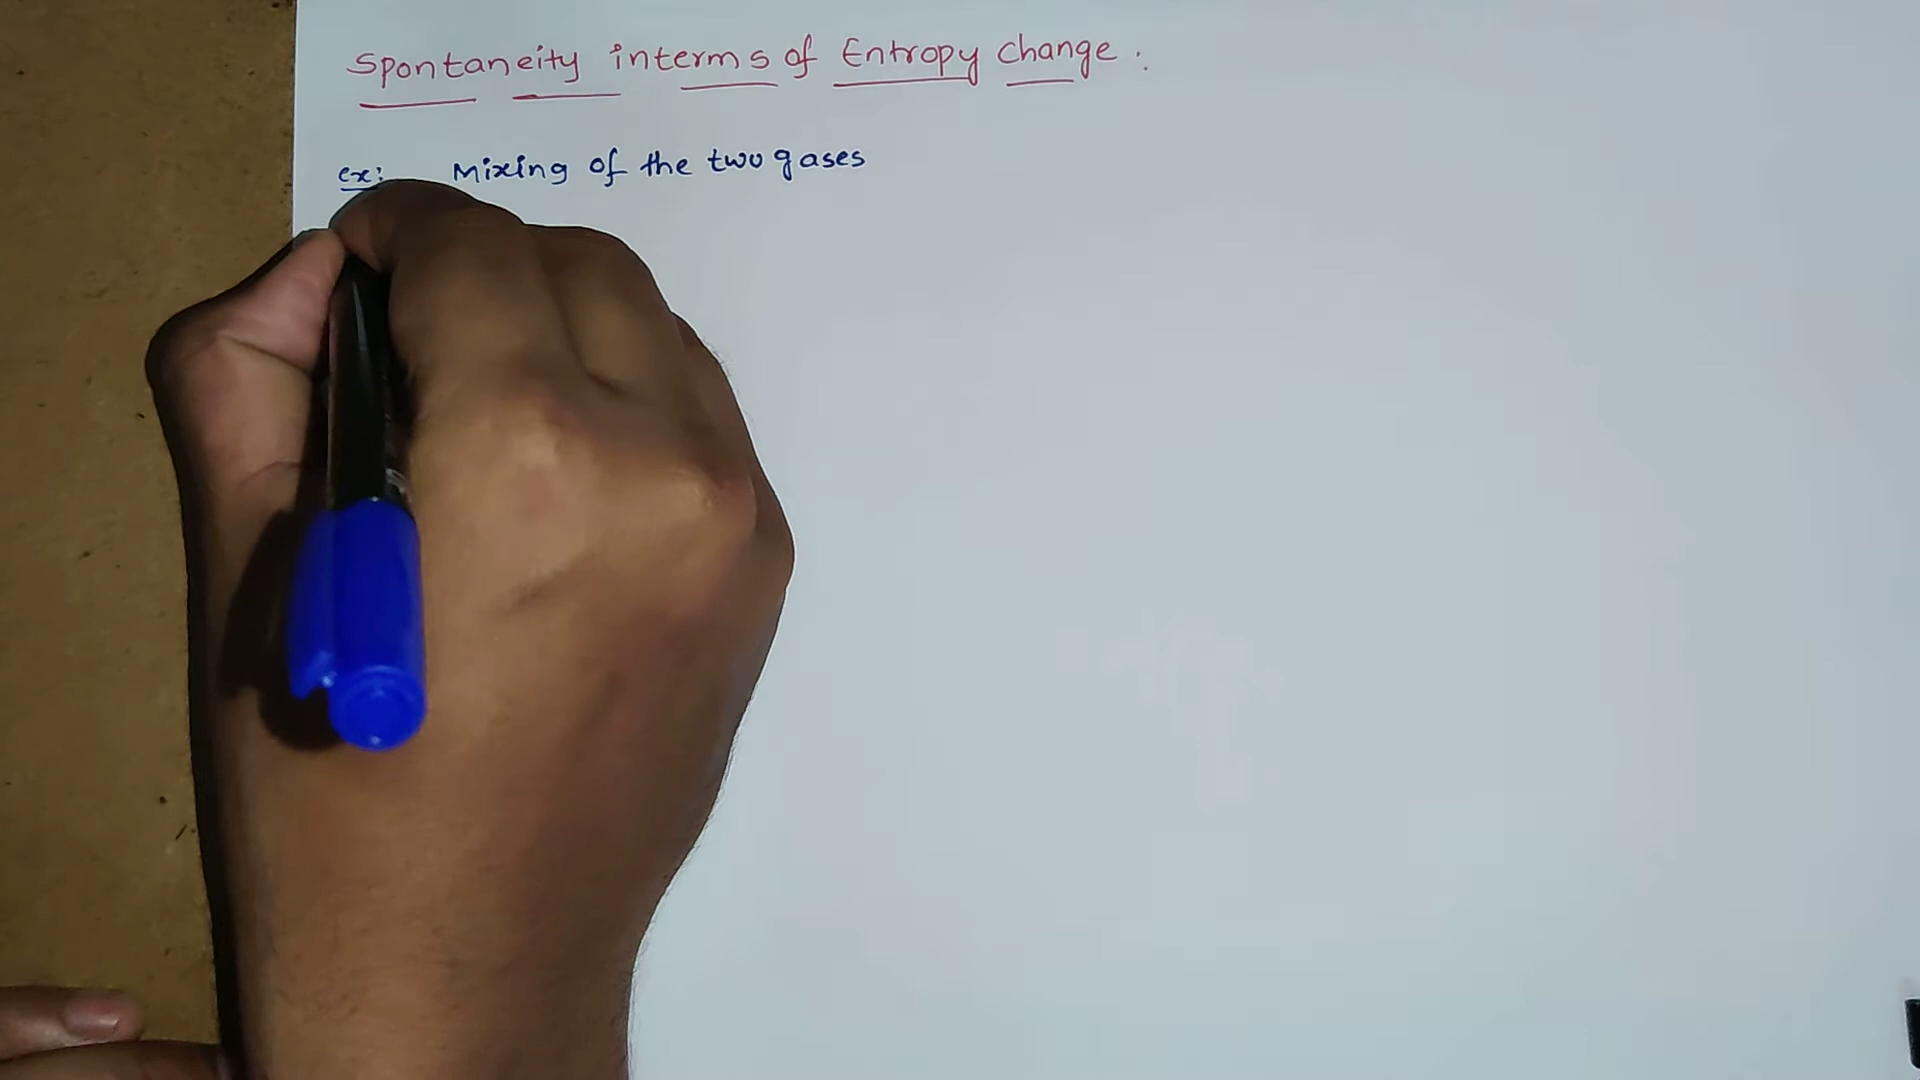 Spontaneity interms of Entropy change :
ex: Mixing of the two gases